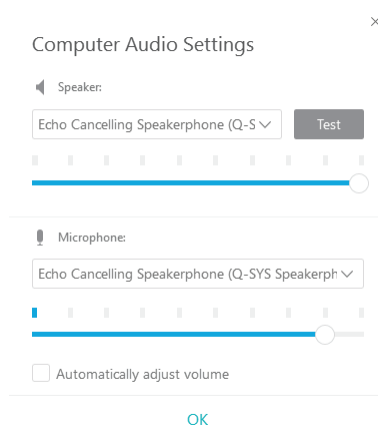 Computer Audio Settings
Speaker:
Echo Cancelling Speakerphone (Q-S
Test
Microphone:
Echo Cancelling Speakerphone (Q-SYS Speakerph
Automatically adjust volume
OK